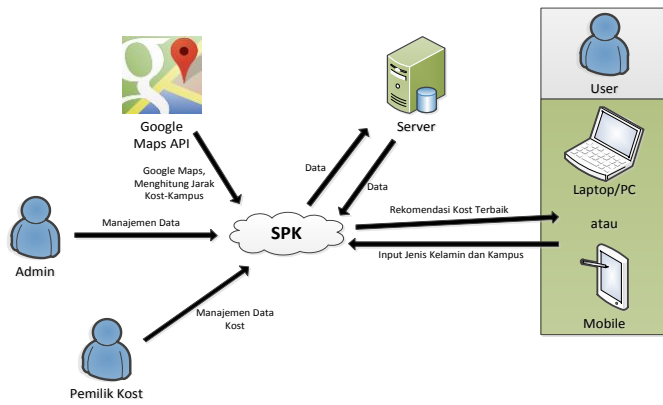 Google
Maps API
Server
User
Google Maps,
Menghitung Jarak
Kost-Kampus
Data
Data
Laptop/PC
Admin
Manajemen Data
SPK
Rekomendasi Kost Terbaik
atau
Input Jenis Kelamin dan Kampus
Manajemen Data
Kost
Mobile
Pemilik Kost